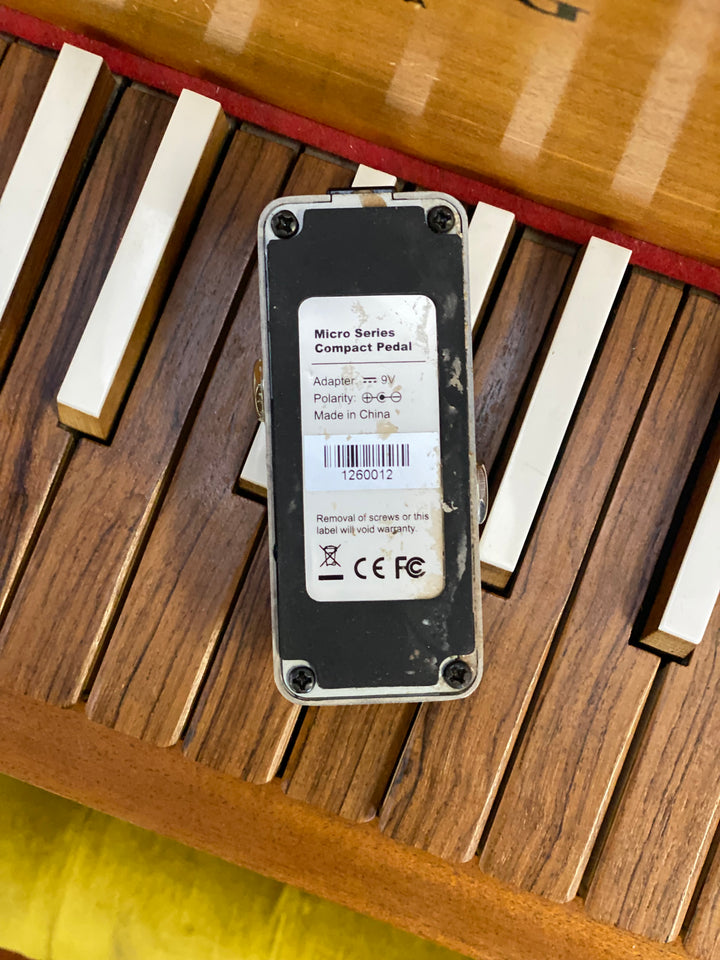 Micro Series
Compact Pedal
Adapter: 9V
Polarity:
Made in China
1260012
Removal of screws or this
label will void warranty.
CE FC